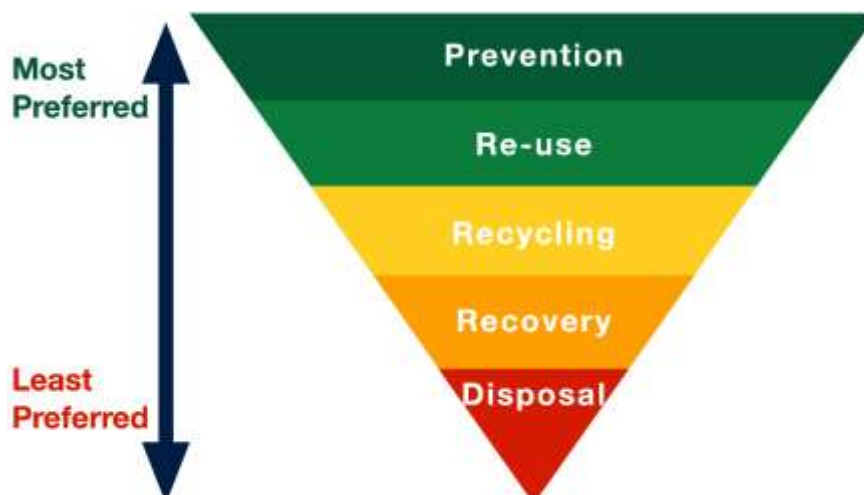 Most
Preferred
Prevention
Re-use
Recycling
Recovery
Least
Preferred
Disposal